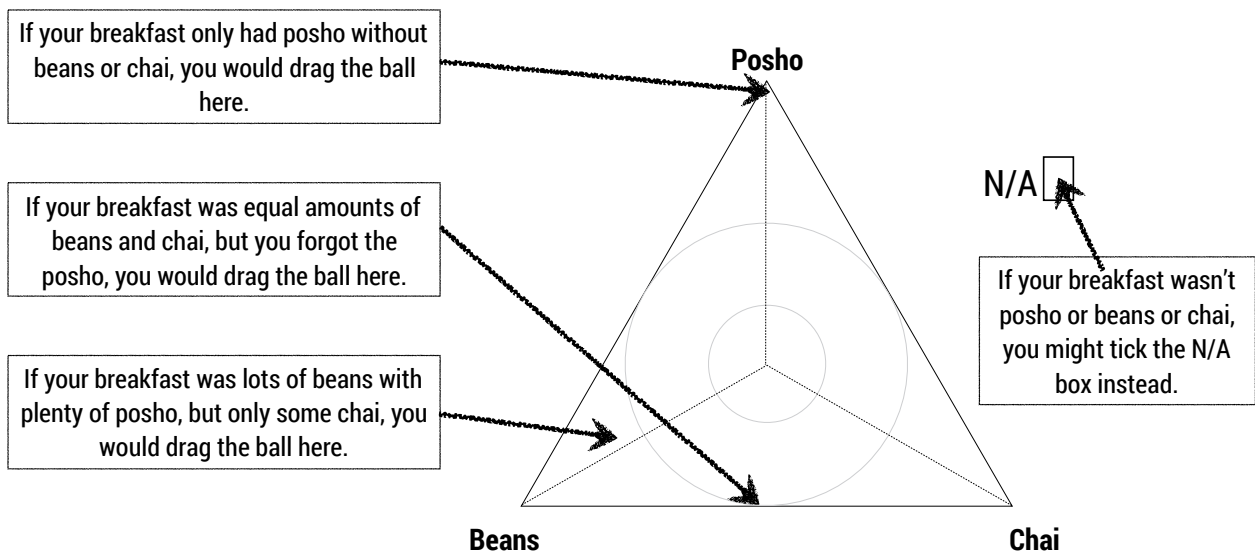 If your breakfast only had posho without
beans or chai, you would drag the ball
here.
Posho
N/A
If your breakfast was equal amounts of
beans and chai, but you forgot the
posho, you would drag the ball here.
If your breakfast wasn't
posho or beans or chai,
you might tick the N/A
box instead.
If your breakfast was lots of beans with
plenty of posho, but only some chai, you
would drag the ball here.
Beans
Chai